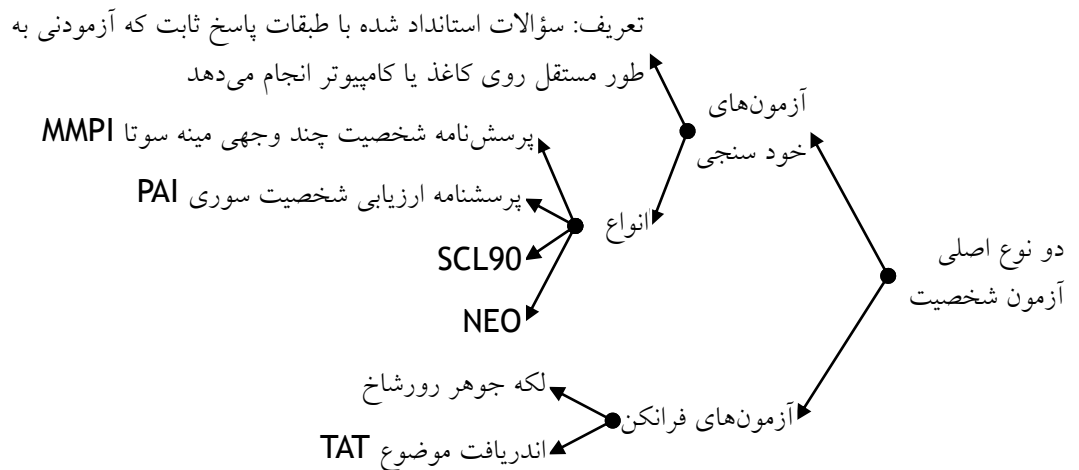 دو نوع اصلی
آزمون شخصیت
آزمون‌های
خود سنجی
تعریف: سؤالات استانداد شده با طبقات پاسخ ثابت که آزمودنی به
طور مستقل روی کاغذ یا کامپیوتر انجام می‌دهد
انواع
پرسش‌نامه شخصیت چند وجهی مینه سوتا MMPI
پرسشنامه ارزیابی شخصیت سوری PAI
SCL90
NEO
آزمون‌های فرانکن
لکه جوهر رورشاخ
اندریافت موضوع TAT